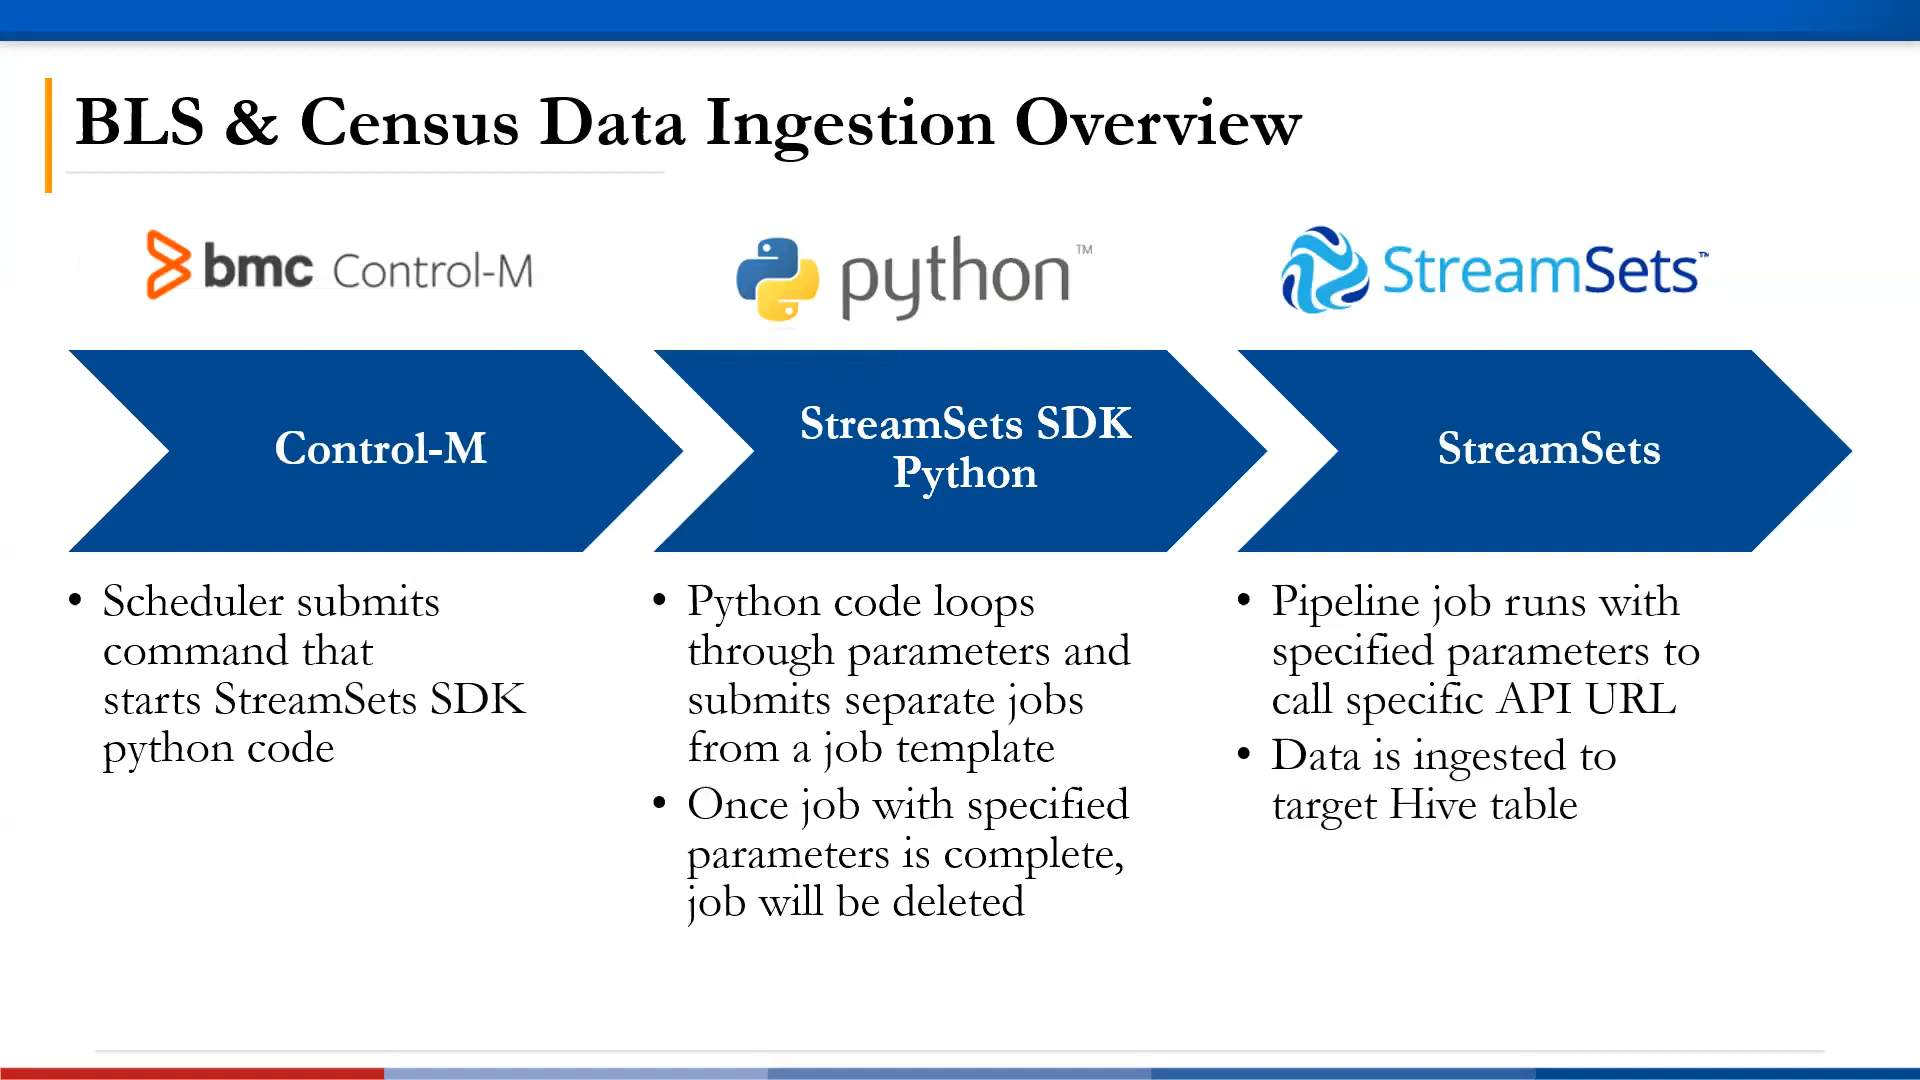 BLS & Census Data Ingestion Overview
bmc Control-M
python™
StreamSets™
Control-M
StreamSets SDK
Python
StreamSets
• Scheduler submits
command that
starts StreamSets SDK
python code
• Python code loops
through parameters and
submits separate jobs
from a job template
• Once job with specified
parameters is complete,
job will be deleted
• Pipeline job runs with
specified parameters to
call specific API URL
• Data is ingested to
target Hive table